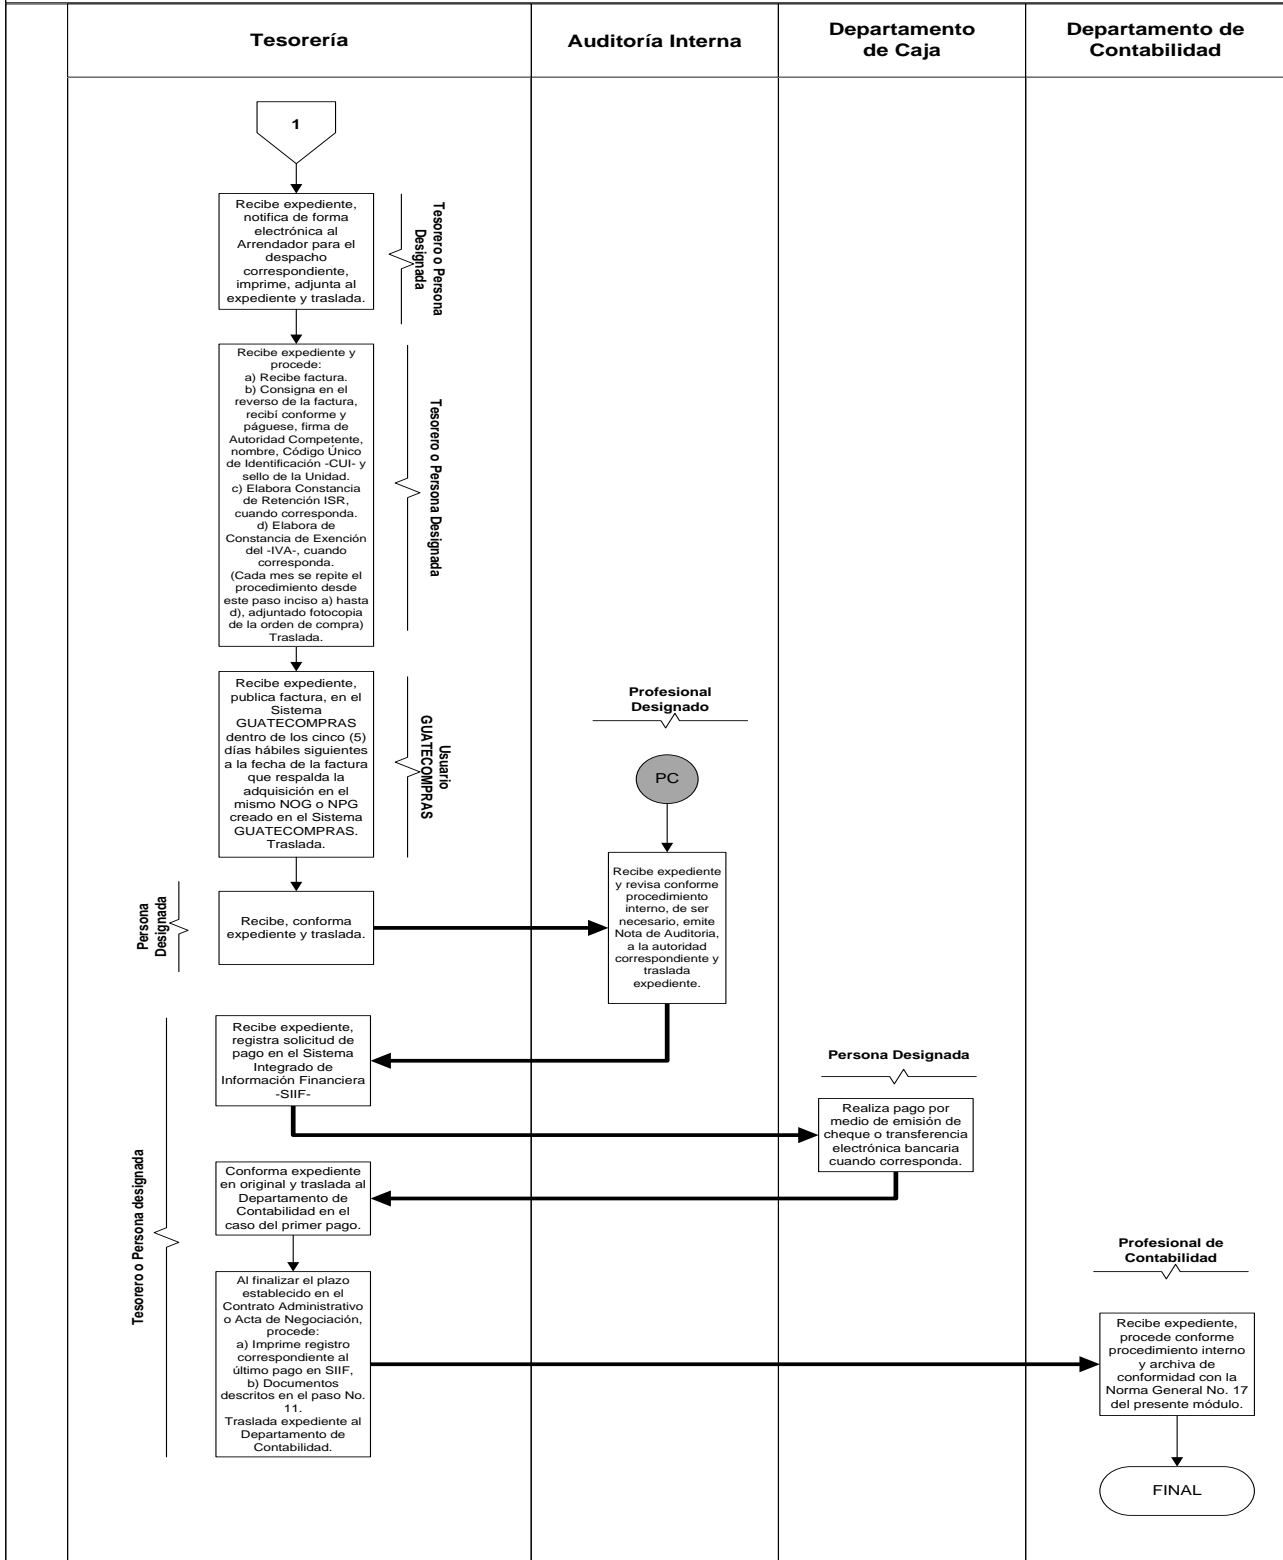 Tesorería
Auditoría Interna
Departamento
de Caja
Departamento de
Contabilidad
1
Recibe expediente,
notifica de forma
electrónica al
Arrendador para el
despacho
correspondiente,
imprime, adjunta al
expediente y traslada.
Tesorero o Persona
Designada
Recibe expediente y
procede:
a) Recibe factura.
b) Consigna en el
reverso de la factura,
recibí conforme y
páguese, firma de
Autoridad Competente,
nombre, Código Único
de Identificación -CUI- y
sello de la Unidad.
c) Elabora Constancia
de Retención ISR,
cuando corresponda.
d) Elabora de
Constancia de Exención
del -IVA-, cuando
corresponda.
(Cada mes se repite el
procedimiento desde
este paso inciso a) hasta
d), adjuntado fotocopia
de la orden de compra)
Traslada.
Tesorero o Persona Designada
Recibe expediente,
publica factura, en el
Sistema
GUATECOMPRAS
dentro de los cinco (5)
días hábiles siguientes
a la fecha de la factura
que respalda la
adquisición en el
mismo NOG o NPG
creado en el Sistema
GUATECOMPRAS.
Traslada.
Usuario
GUATECOMPRAS
Profesional
Designado
PC
Persona
Designada
Recibe, conforma
expediente y traslada.
Recibe expediente
y revisa conforme
procedimiento
interno, de ser
necesario, emite
Nota de Auditoria,
a la autoridad
correspondiente y
traslada
expediente.
Tesorero o Persona designada
Recibe expediente,
registra solicitud de
pago en el Sistema
Integrado de
Información Financiera
-SIIF-
Persona Designada
Realiza pago por
medio de emisión de
cheque o transferencia
electrónica bancaria
cuando corresponda.
Conforma expediente
en original y traslada al
Departamento de
Contabilidad en el
caso del primer pago.
Al finalizar el plazo
establecido en el
Contrato Administrativo
o Acta de Negociación,
procede:
a) Imprime registro
correspondiente al
último pago en SIIF,
b) Documentos
descritos en el paso No.
11.
Traslada expediente al
Departamento de
Contabilidad.
Profesional de
Contabilidad
Recibe expediente,
procede conforme
procedimiento interno
y archiva de
conformidad con la
Norma General No. 17
del presente módulo.
FINAL